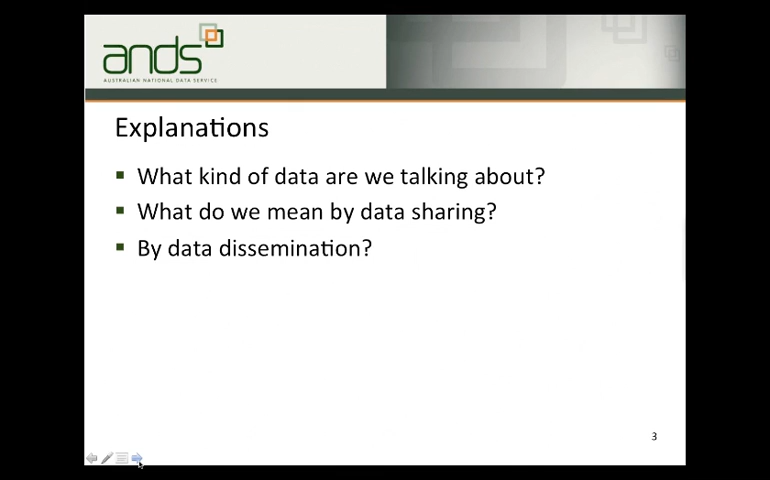 ands
AUSTRALIAN NATIONAL DATA SERVICE
Explanations
What kind of data are we talking about?
What do we mean by data sharing?
By data dissemination?
3